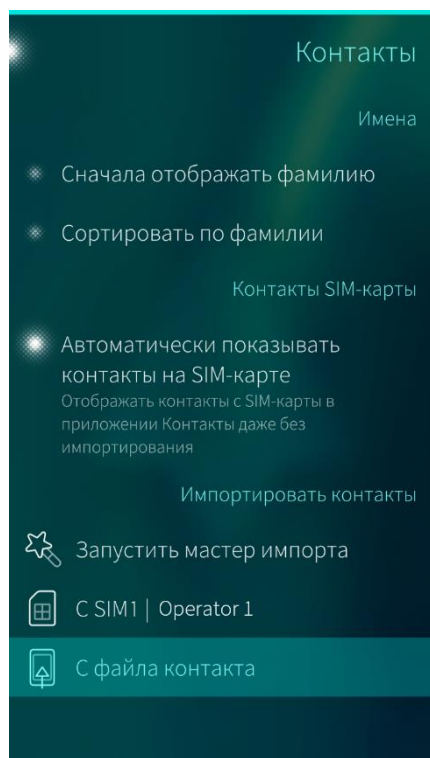 Контакты
Имена
Сначала отображать фамилию
Сортировать по фамилии
Контакты SIM-карты
Автоматически показывать
контакты на SIM-карте
Отображать контакты с SIM-карты в
приложении Контакты даже без
импортирования
Импортировать контакты
Запустить мастер импорта
С SIM1 | Operator 1
С файла контакта